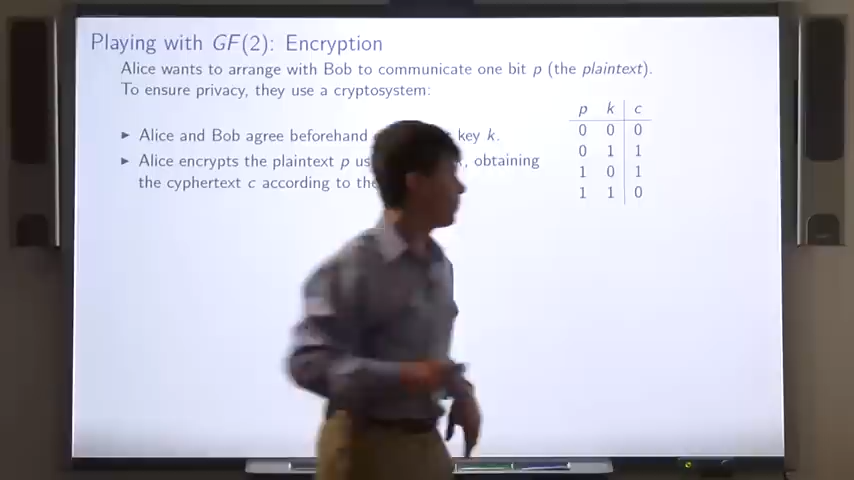 Playing with GF(2): Encryption
Alice wants to arrange with Bob to communicate one bit p (the plaintext).
To ensure privacy, they use a cryptosystem:
▶ Alice and Bob agree beforehand key k.
▶ Alice encrypts the plaintext p us , obtaining
the cyphertext c according to the
p k c
0 0 0
0 1 1
1 0 1
1 1 0